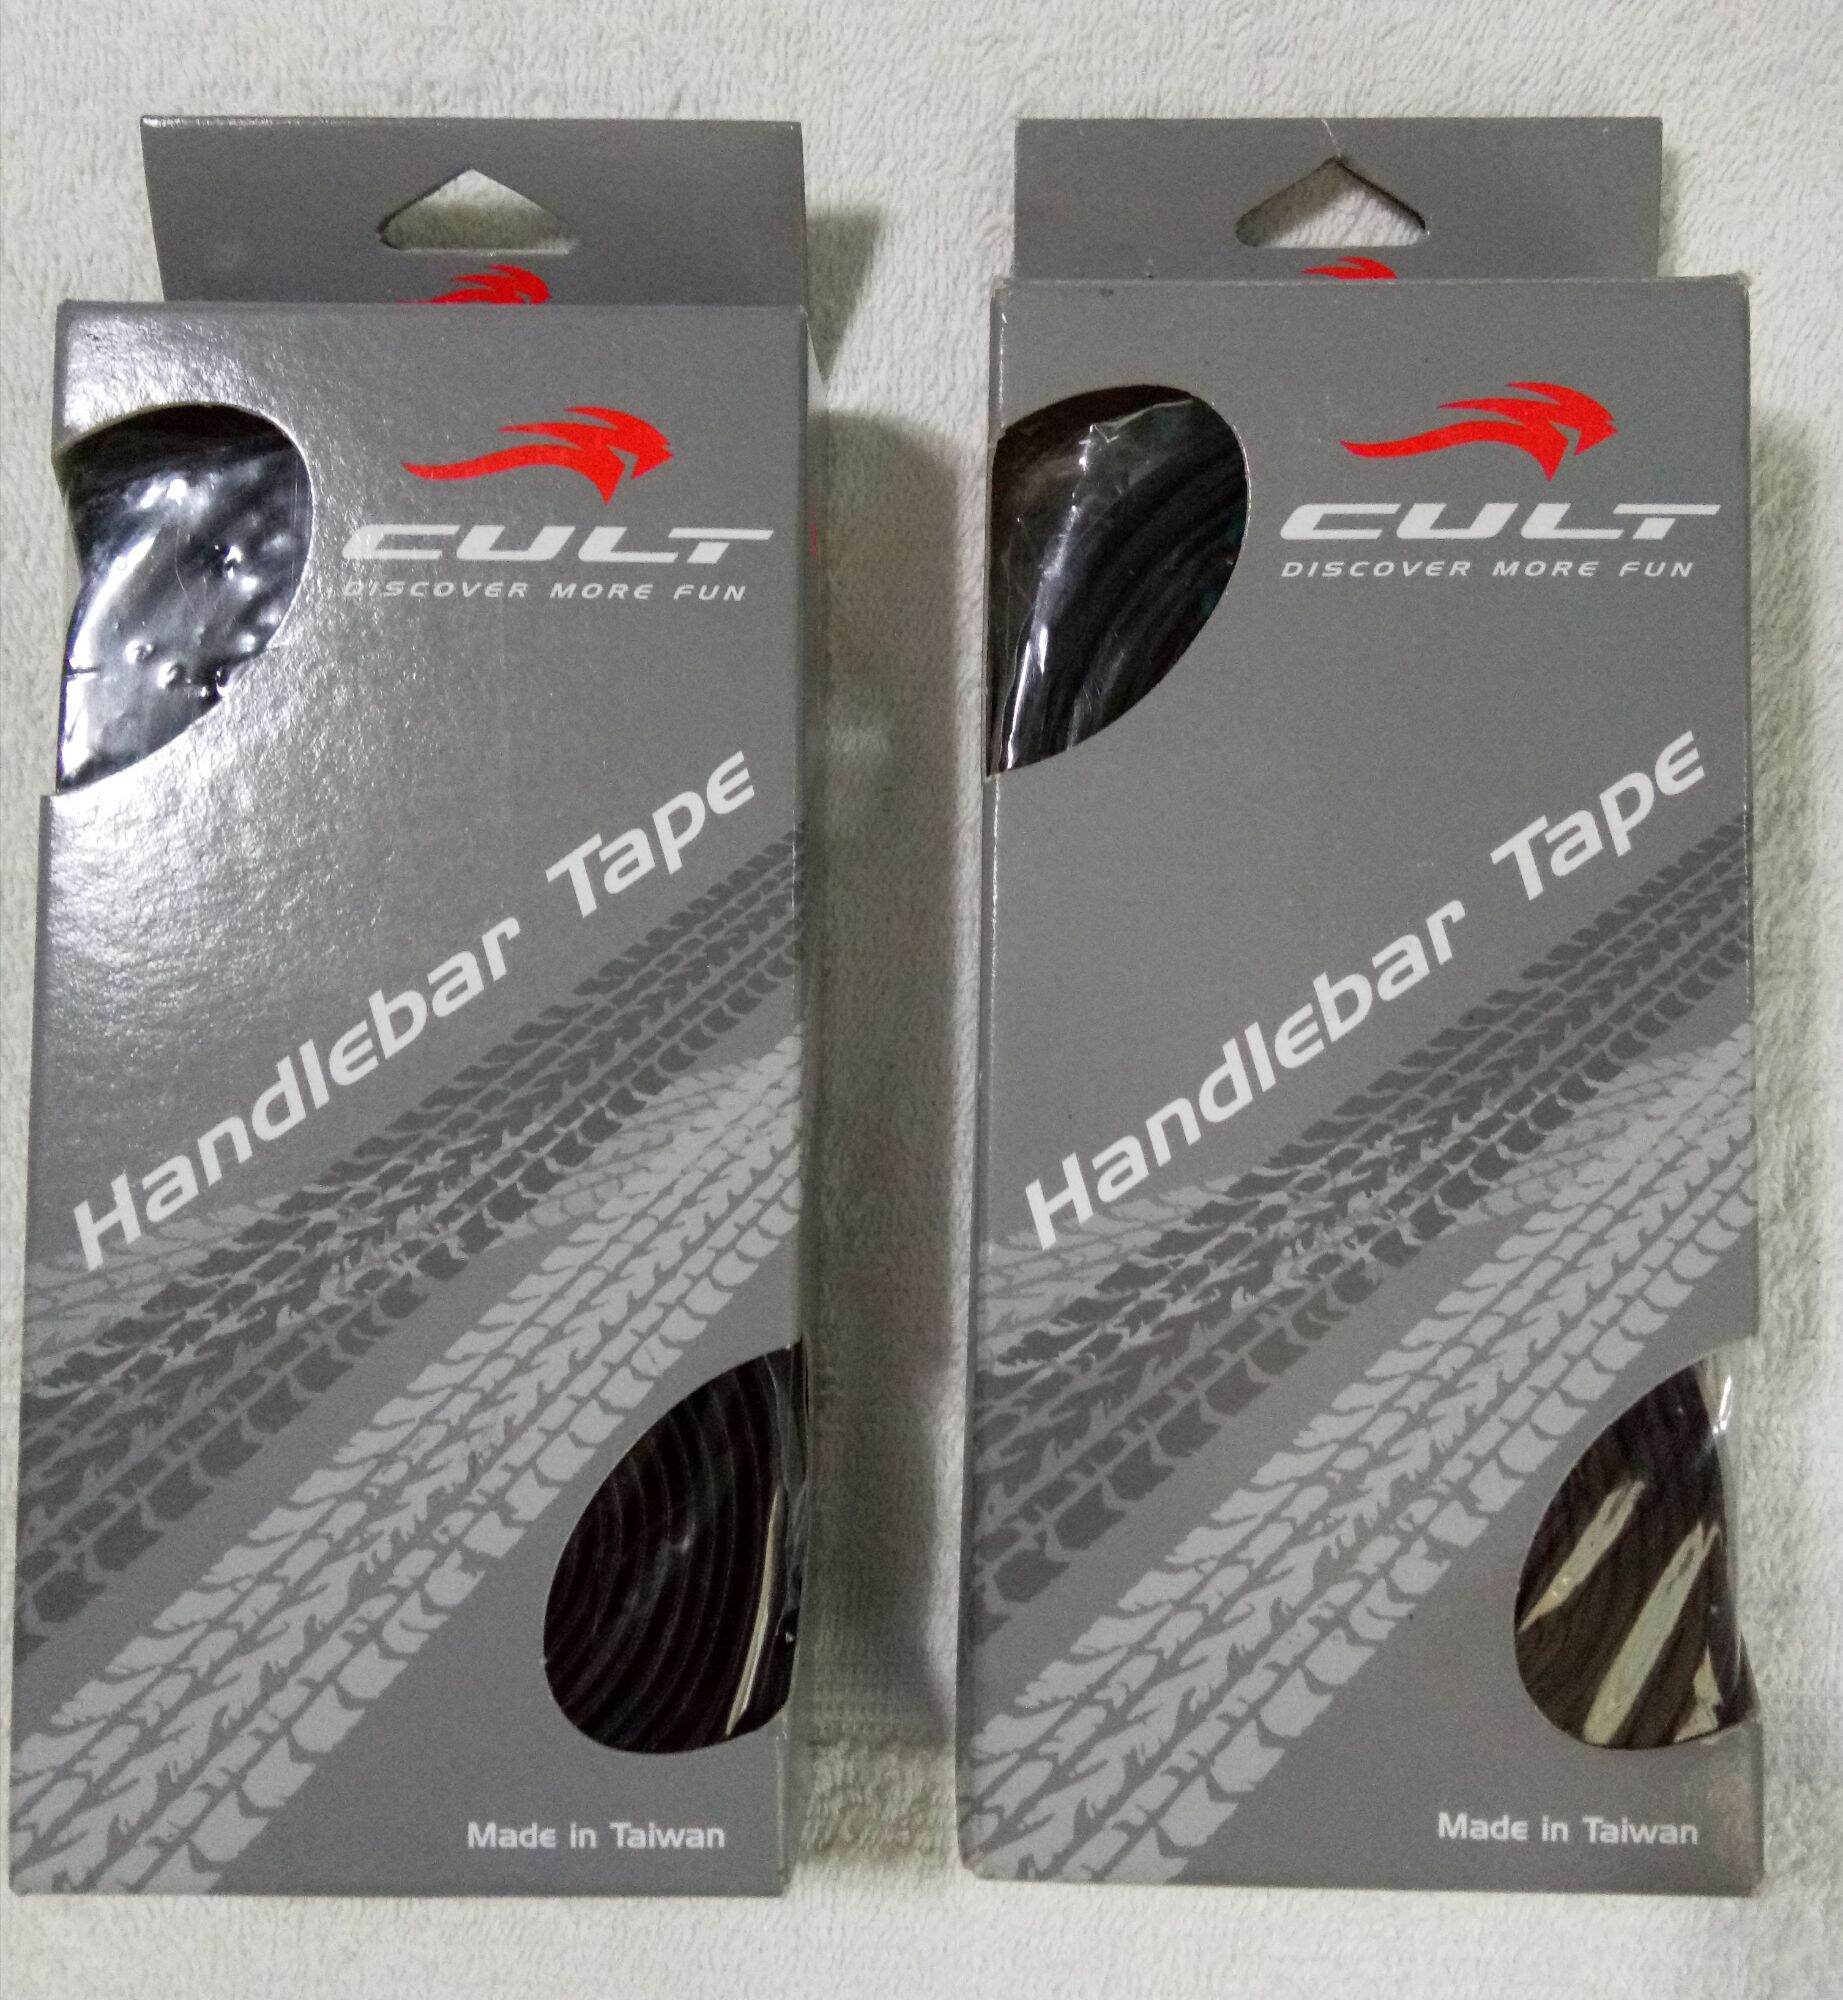 CULT
DISCOVER MORE FUN
Handlebar Tape
Made in Taiwan
CULT
DISCOVER MORE FUN
Handlebar Tape
Made in Taiwan